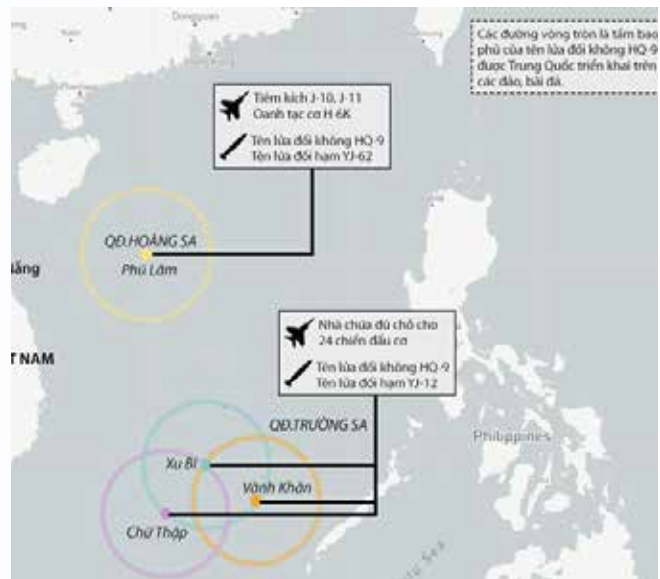 Dongguan
Các đường vòng tròn là tầm bao
phủ của tên lửa đối không HQ-9
được Trung Quốc triển khai trên
các đảo, bãi đá.
Tiêm kích J-10, J-11
Oanh tạc cơ H-6K
Tên lửa đối không HQ-9
Tên lửa đối hạm YJ-62
QĐ.HOÀNG SA
Phú Lâm
Nẵng
T NAM
Nhà chứa đủ chỗ cho
24 chiến đấu cơ
Tên lửa đối không HQ-9
Tên lửa đối hạm YJ-12
QĐ.TRƯỜNG SA
Philippines
Xu Bi
Vành Khăn
Chữ Thập
Sea